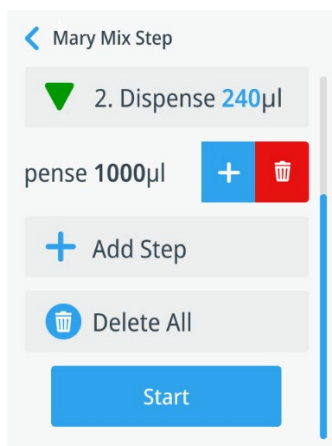 Mary Mix Step
2. Dispense 240µl
pense 1000µl
Add Step
Delete All
Start